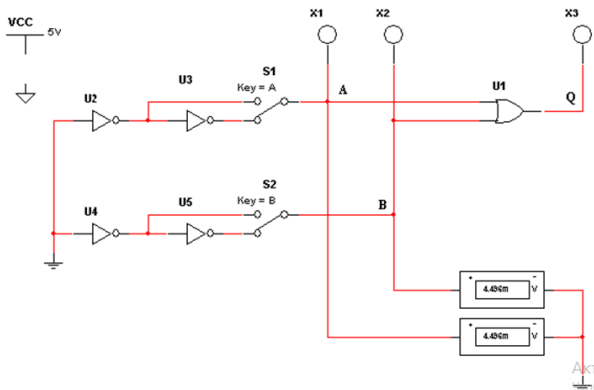 X1 X2 X3
VCC
5V
S1
U3
Key = A
U1
U2
A
Q
S2
U5
Key = B
U4
B
+ -
4.496m V
+ -
4.496m V